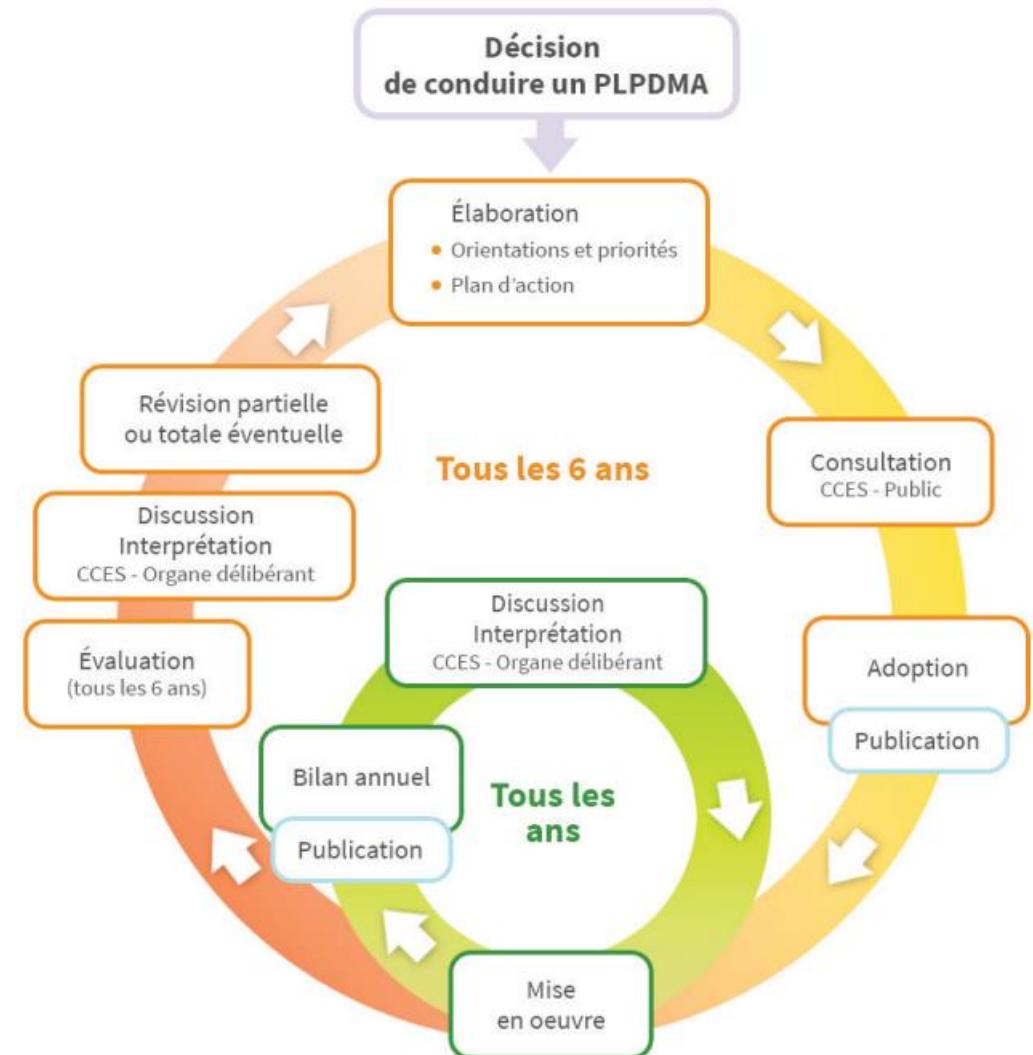 Décision
de conduire un PLPDMA
Élaboration
• Orientations et priorités
• Plan d'action
Révision partielle
ou totale éventuelle
Tous les 6 ans
Consultation
CCES - Public
Discussion
Interprétation
CCES - Organe délibérant
Discussion
Interprétation
CCES - Organe délibérant
Évaluation
(tous les 6 ans)
Adoption
Publication
Bilan annuel
Publication
Tous les
ans
Mise
en oeuvre